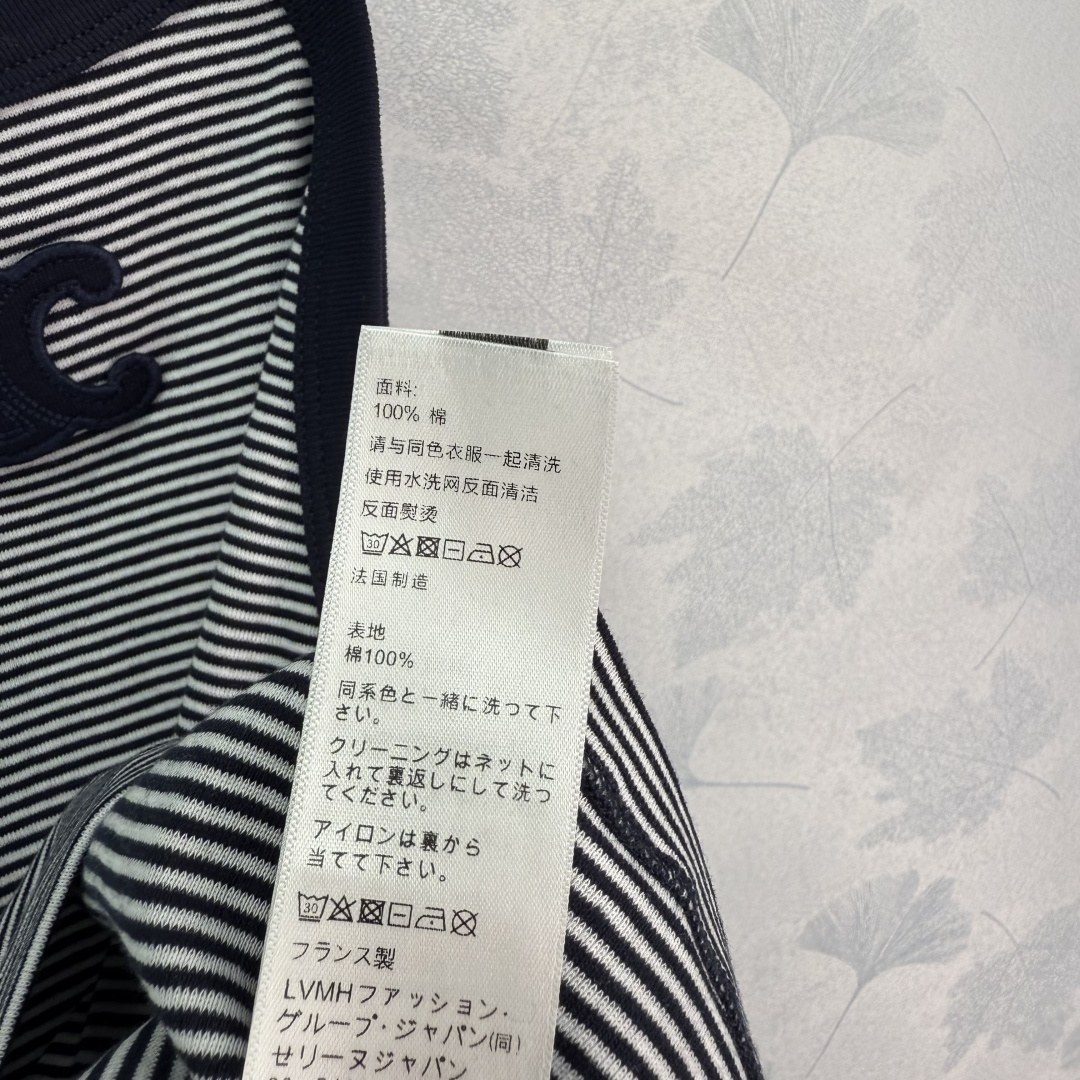 面料:
100% 棉
请与同色衣服一起清洗
使用水洗网反面清洁
反面熨烫
30
法国制造
表地
棉100%
同系色と一緒に洗つて下
さい。
クリーニングはネットに
入れて裏返しにして洗つ
てください。
アイロンは裏から
当てて下さい。
30
フランス製
LVMHファッション・
グループ・ジャパン(同)
セリーヌジャパン